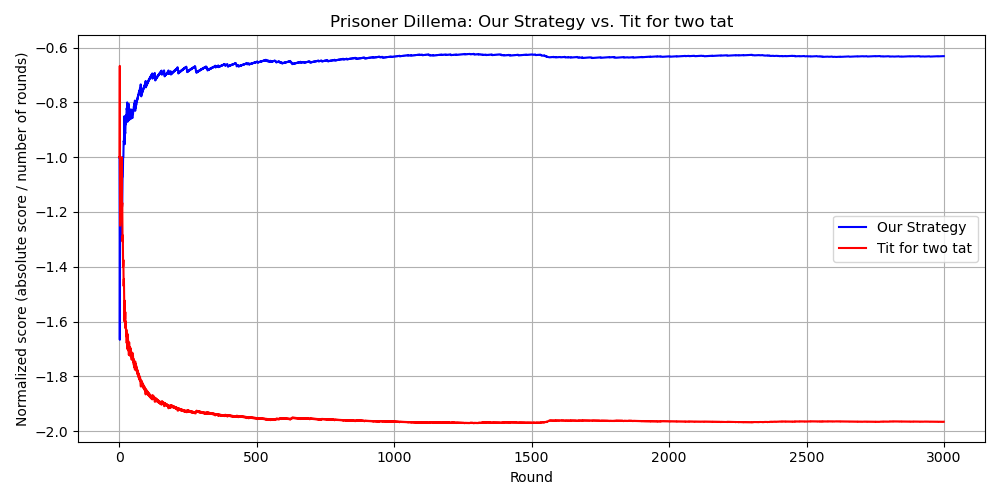 Prisoner Dillema: Our Strategy vs. Tit for two tat
Normalized score (absolute score / number of rounds)
−0.6
−0.8
−1.0
−1.2
−1.4
−1.6
−1.8
−2.0
Our Strategy
Tit for two tat
0 500 1000 1500 2000 2500 3000
Round